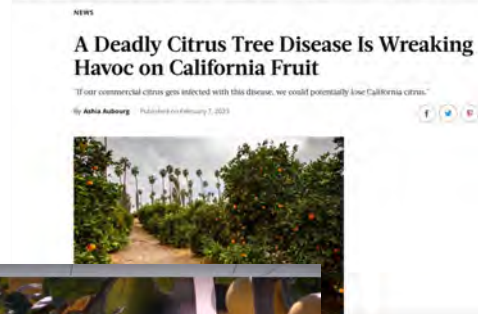 NEWS
A Deadly Citrus Tree Disease Is Wreaking
Havoc on California Fruit
"If our commercial citrus gets infected with this disease, we could potentially lose California citrus."
By Ashia Aubourg Published on February 7, 2023